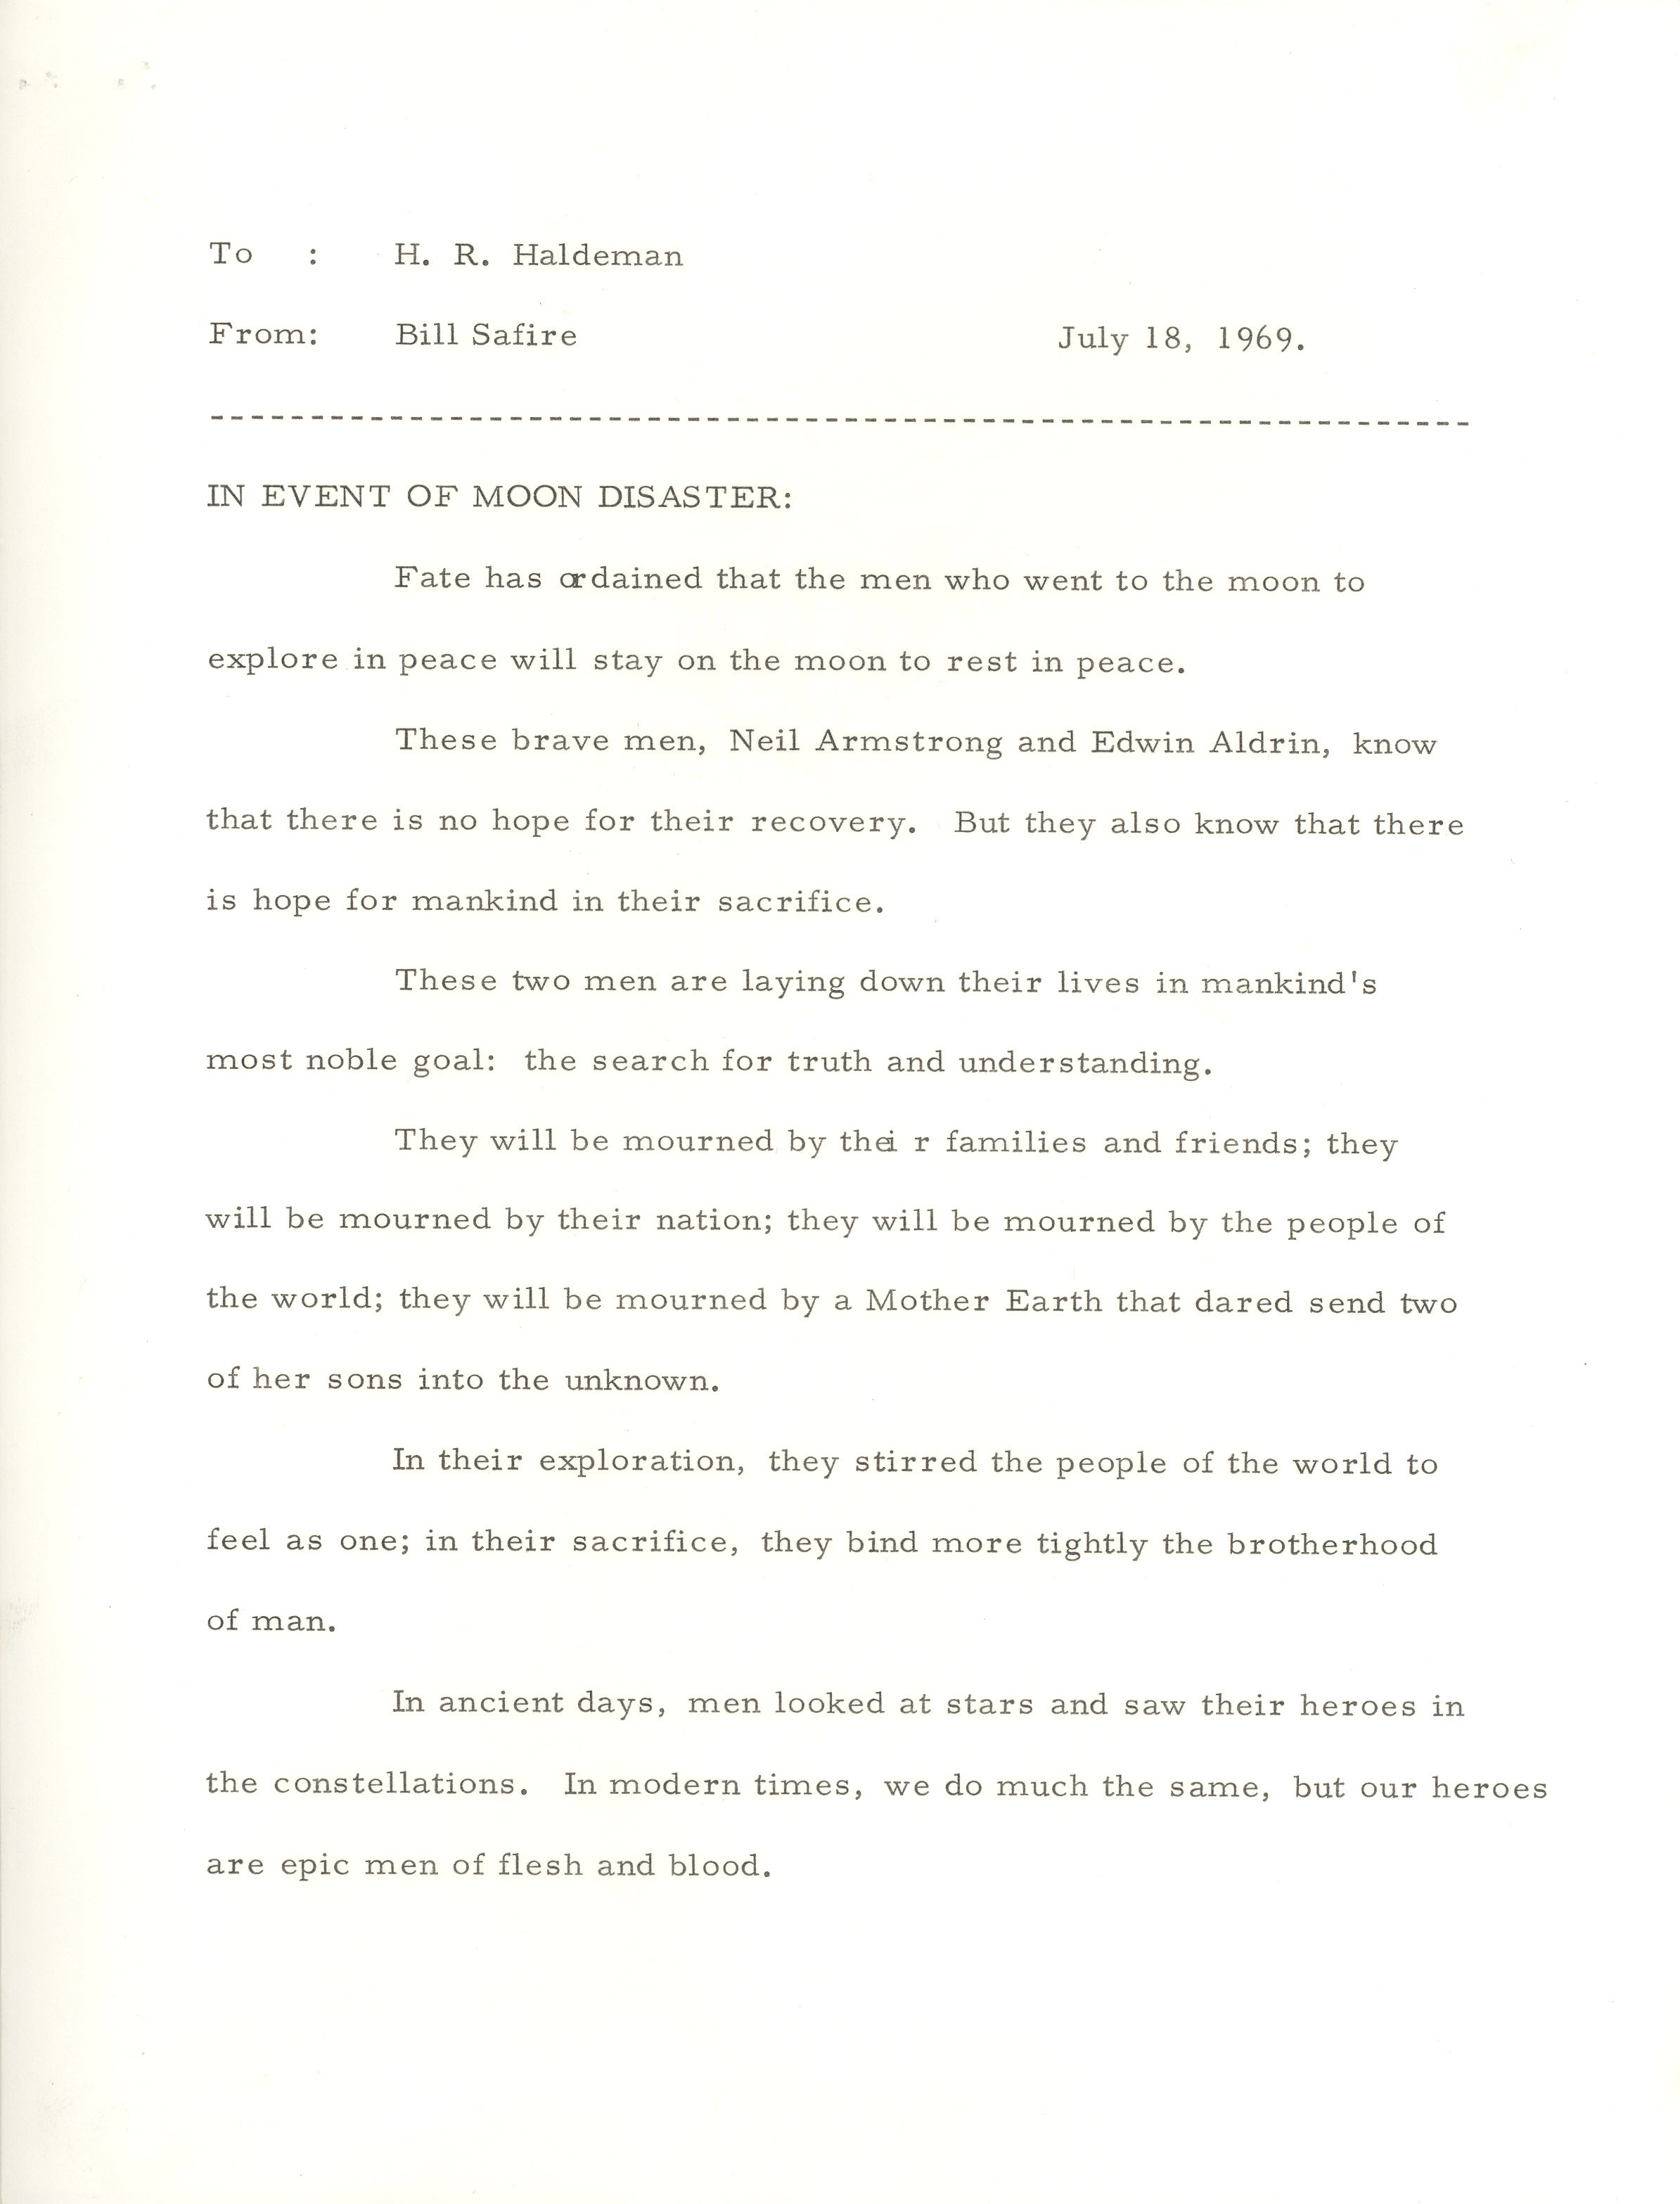 To : H. R. Haldeman
From: Bill Safire July 18, 1969.
----------------------------------------------------------------
IN EVENT OF MOON DISASTER:
Fate has ordained that the men who went to the moon to
explore in peace will stay on the moon to rest in peace.
These brave men, Neil Armstrong and Edwin Aldrin, know
that there is no hope for their recovery. But they also know that there
is hope for mankind in their sacrifice.
These two men are laying down their lives in mankind's
most noble goal: the search for truth and understanding.
They will be mourned by thei r families and friends; they
will be mourned by their nation; they will be mourned by the people of
the world; they will be mourned by a Mother Earth that dared send two
of her sons into the unknown.
In their exploration, they stirred the people of the world to
feel as one; in their sacrifice, they bind more tightly the brotherhood
of man.
In ancient days, men looked at stars and saw their heroes in
the constellations. In modern times, we do much the same, but our heroes
are epic men of flesh and blood.